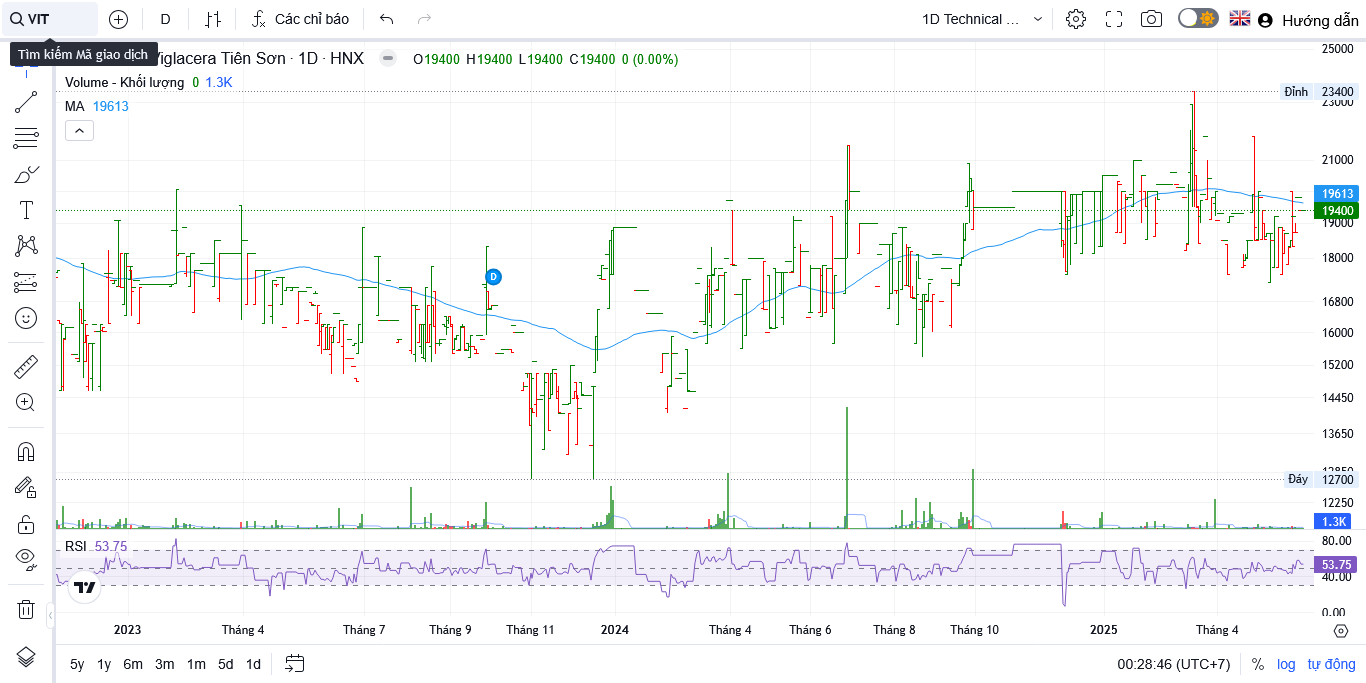 VIT
D
Các chỉ báo
1D Technical ...
Hướng dẫn
Tìm kiếm Mã giao dịch
Viglacera Tiên Sơn · 1D · HNX
O19400 H19400 L19400 C19400 0 (0.00%)
Volume - Khối lượng 0 1.3K
MA 19613
D
25000
Đỉnh 23400
23000
21000
19613
19400
19000
18000
16800
16000
15200
14450
13650
12850
Đáy 12700
12250
1.3K
RSI 53.75
80.00
53.75
40.00
0.00
2023 Tháng 4 Tháng 7 Tháng 9 Tháng 11 2024 Tháng 4 Tháng 6 Tháng 8 Tháng 10 2025 Tháng 4
5y 1y 6m 3m 1m 5d 1d
00:28:46 (UTC+7) % log tự động